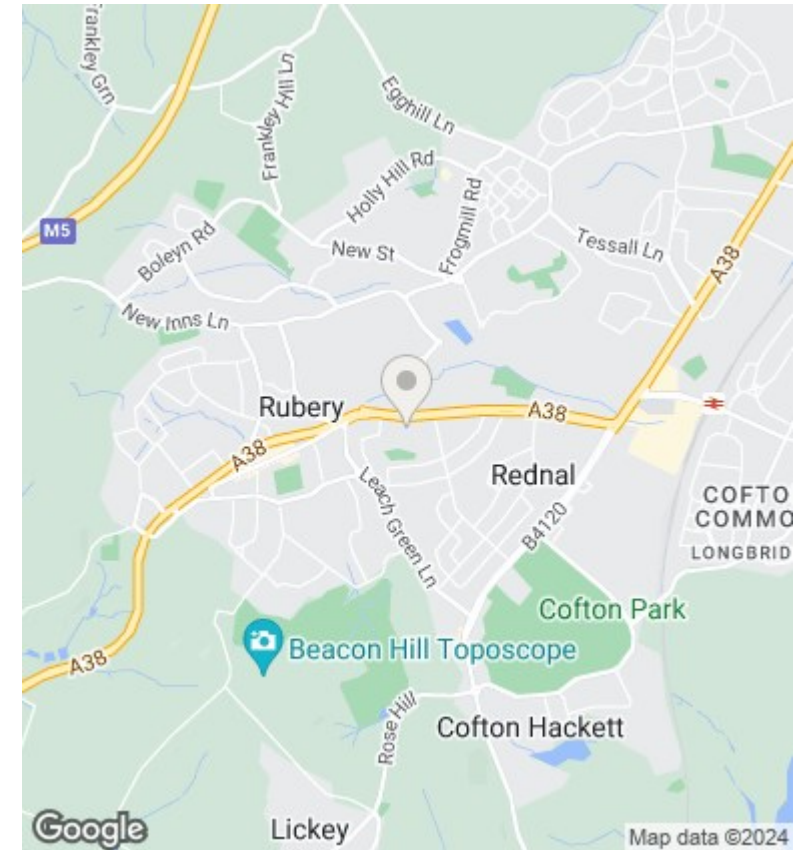 Frankley Grn
Frankley Hill Ln
Egghill Ln
Holly Hill Rd
Frogmill Rd
M5
Boleyn Rd
New St
Tessall Ln
A38
New Inns Ln
Rubery
A38
A38
Rednal
Leach Green Ln
B4120
COFTO
COMMO
LONGBRID
Cofton Park
Beacon Hill Toposcope
A38
Rose Hill
Cofton Hackett
Lickey
Google
Map data ©2024